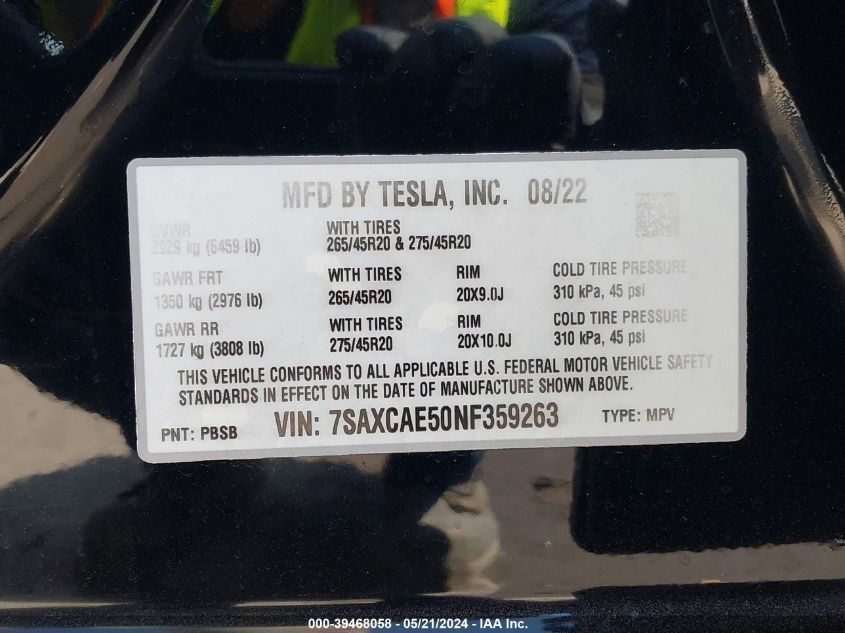 MFD BY TESLA, INC. 08/22
GVWR WITH TIRES
2929 kg (6459 lb) 265/45R20 & 275/45R20
GAWR FRT WITH TIRES RIM COLD TIRE PRESSURE
1350 kg (2976 lb) 265/45R20 20X9.0J 310 kPa, 45 psi
GAWR RR WITH TIRES RIM COLD TIRE PRESSURE
1727 kg (3808 lb) 275/45R20 20X10.0J 310 kPa, 45 psi
THIS VEHICLE CONFORMS TO ALL APPLICABLE U.S. FEDERAL MOTOR VEHICLE SAFETY
STANDARDS IN EFFECT ON THE DATE OF MANUFACTURE SHOWN ABOVE.
PNT: PBSB VIN: 7SAXCAE50NF359263 TYPE: MPV
000-39468058 - 05/21/2024 - IAA Inc.